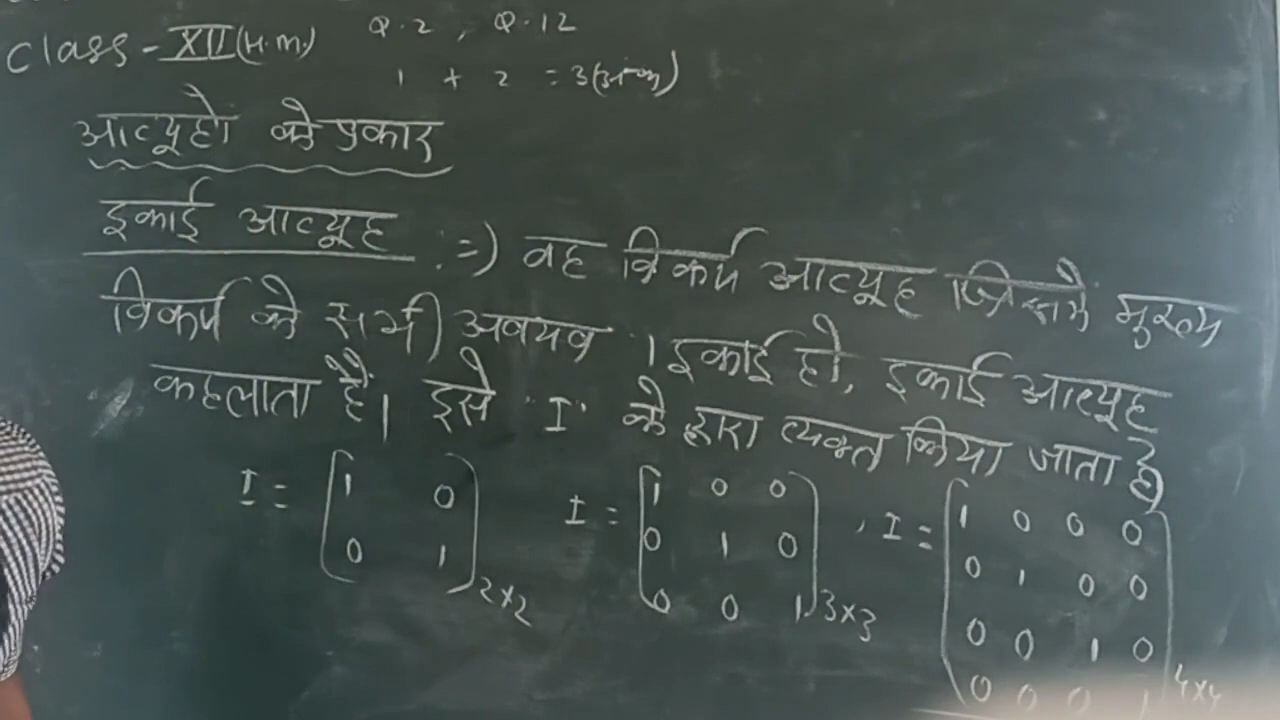 Class - XII (H.M.) Q.2 , Q.12
1 + 2 = 3 (अंक)
आव्यूहों के प्रकार
इकाई आव्यूह :=) वह विकर्ण आव्यूह जिसमें मुख्य
विकर्ण के सभी अवयव । इकाई हो, इकाई आव्यूह
कहलाता है। इसे 'I' के द्वारा व्यक्त किया जाता है।
I = [1 0 I = [1 0 0 , I = [1 0 0 0
0 1]2×2 0 1 0 0 1 0 0
0 0 1]3×3 0 0 1 0
0 0 0 1]4×4